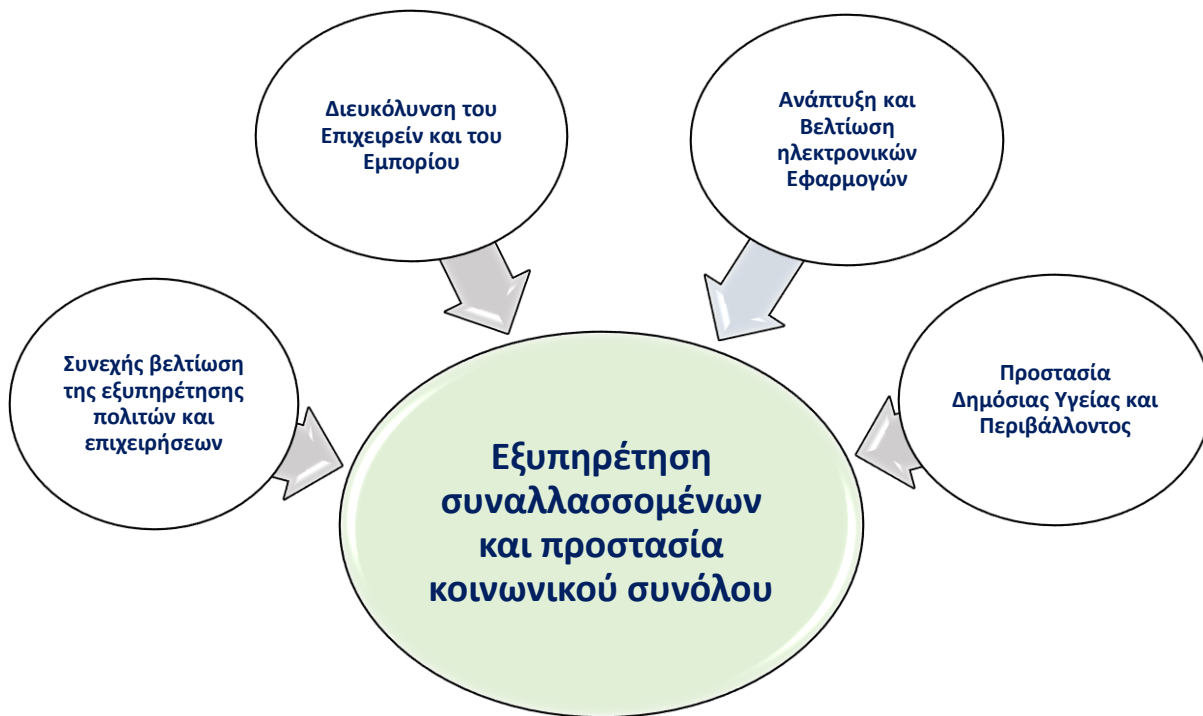 Διευκόλυνση του
Επιχειρείν και του
Εμπορίου
Ανάπτυξη και
Βελτίωση
ηλεκτρονικών
Εφαρμογών
Συνεχής βελτίωση
της εξυπηρέτησης
πολιτών και
επιχειρήσεων
Προστασία
Δημόσιας Υγείας και
Περιβάλλοντος
Εξυπηρέτηση
συναλλασσομένων
και προστασία
κοινωνικού συνόλου